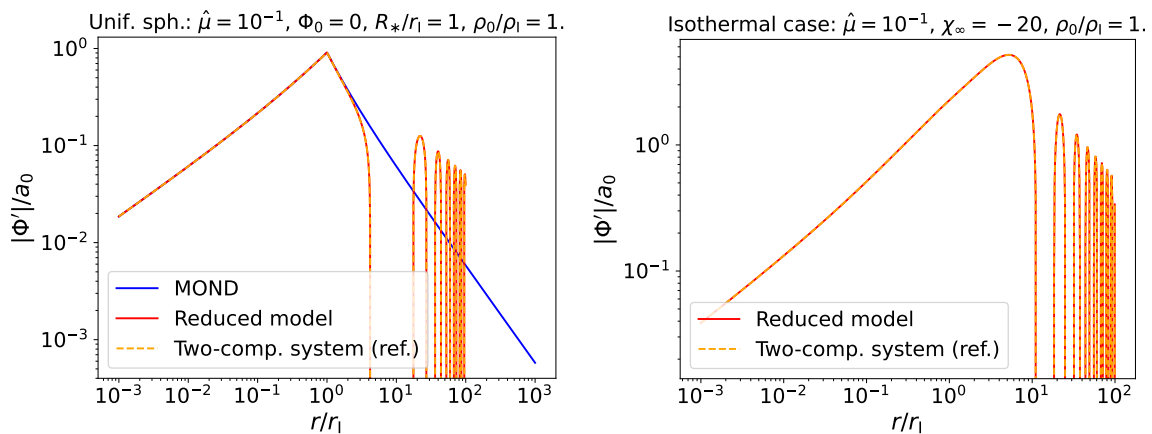 Unif. sph.: μ̂ = 10⁻¹, Φ₀ = 0, R∗/rₗ = 1, ρ₀/ρₗ = 1.
|Φ′|/a₀
10⁰
10⁻¹
10⁻²
10⁻³
MOND
Reduced model
Two-comp. system (ref.)
10⁻³ 10⁻² 10⁻¹ 10⁰ 10¹ 10² 10³
r/rₗ
Isothermal case: μ̂ = 10⁻¹, χ∞ = −20, ρ₀/ρₗ = 1.
|Φ′|/a₀
10⁰
10⁻¹
Reduced model
Two-comp. system (ref.)
10⁻³ 10⁻² 10⁻¹ 10⁰ 10¹ 10²
r/rₗ